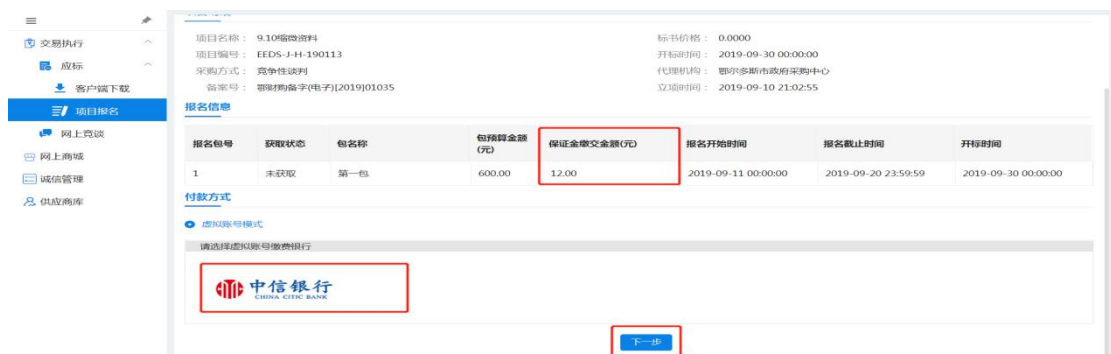 交易执行
应标
客户端下载
项目报名
网上竞谈
网上商城
诚信管理
供应商库
项目名称： 9.10缩微资料 标书价格： 0.0000
项目编号： EEDS-J-H-190113 开标时间： 2019-09-30 00:00:00
采购方式： 竞争性谈判 代理机构： 鄂尔多斯市政府采购中心
备案号： 鄂财购备字(电子)[2019]01035 立项时间： 2019-09-10 21:02:55
报名信息
报名包号 获取状态 包名称 包预算金额(元) 保证金缴交金额(元) 报名开始时间 报名截止时间 开标时间
1 未获取 第一包 600.00 12.00 2019-09-11 00:00:00 2019-09-20 23:59:59 2019-09-30 00:00:00
付款方式
虚拟账号模式
请选择虚拟账号缴费银行
中信银行
CHINA CITIC BANK
下一步